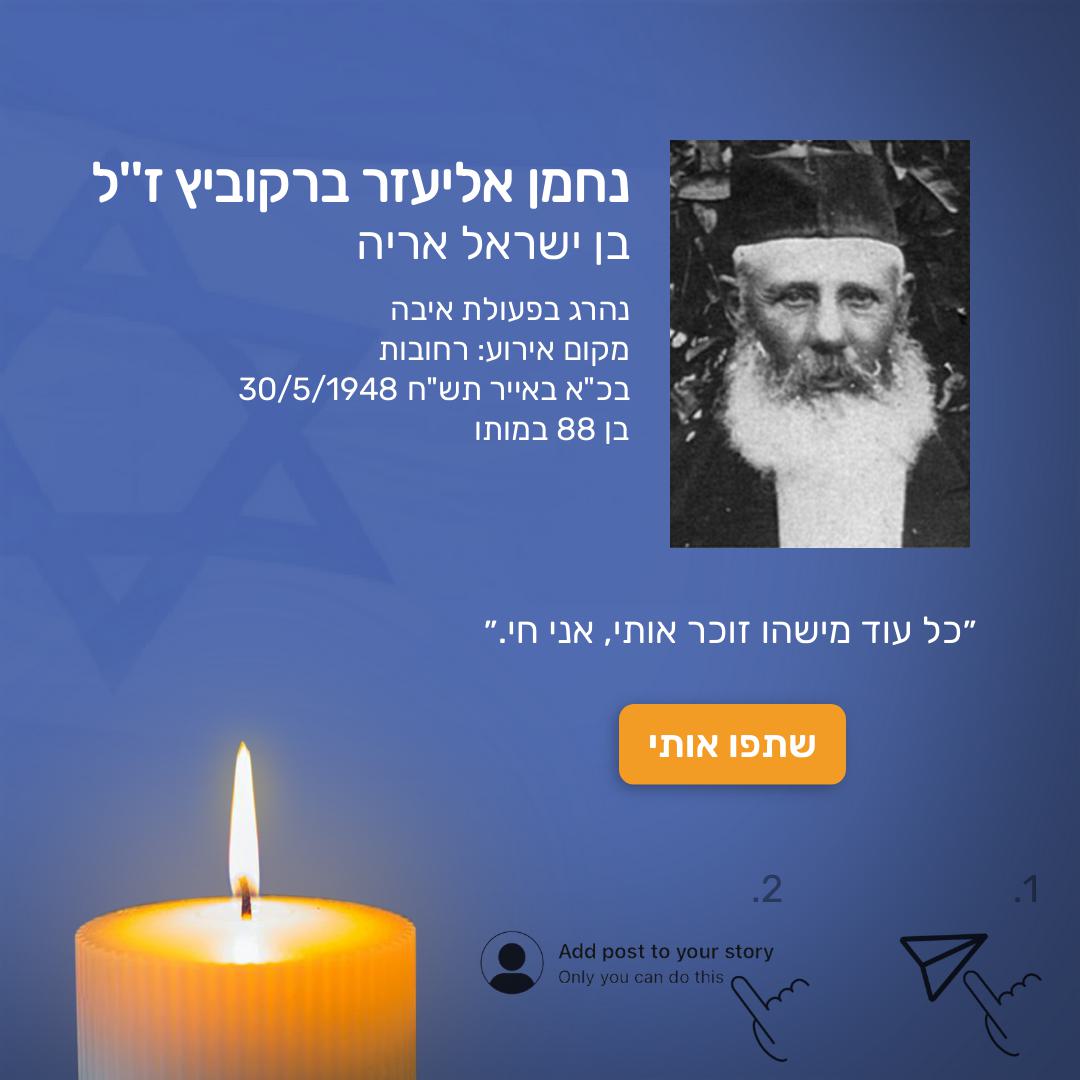 נחמן אליעזר ברקוביץ ז"ל
בן ישראל אריה
נהרג בפעולת איבה
מקום אירוע: רחובות
בכ"א באייר תש"ח 30/5/1948
בן 88 במותו
״כל עוד מישהו זוכר אותי, אני חי.״
שתפו אותי
1.
2.
Add post to your story
Only you can do this